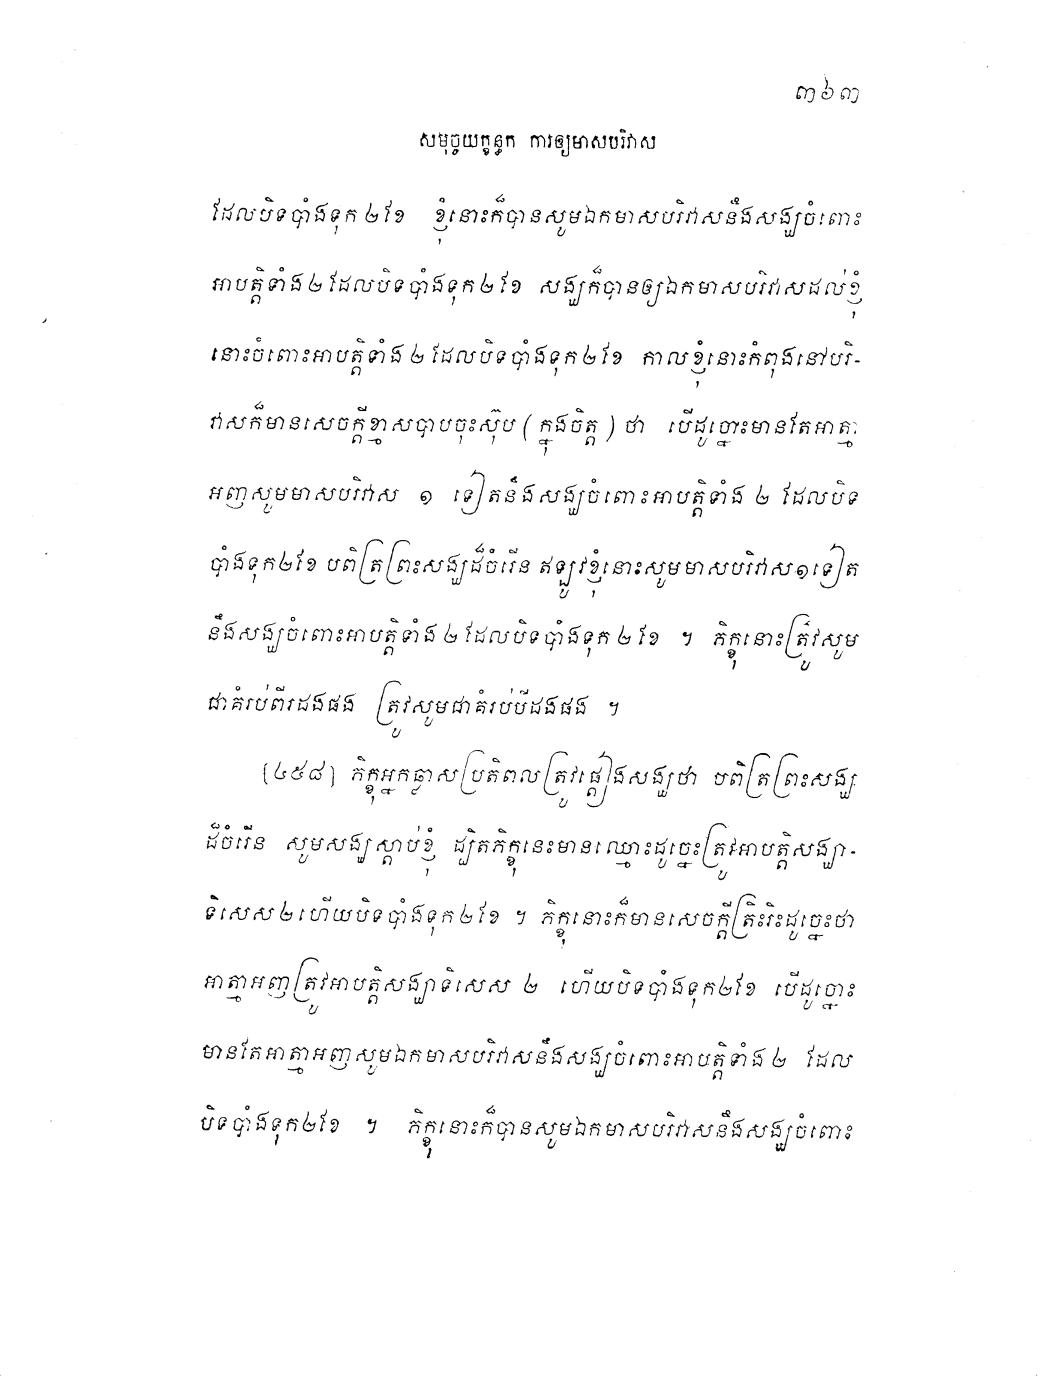 ៣៦៣
សមុច្ចយក្ខន្ធក ការឲ្យមាសបរិវាស
ដែលបិទបាំងទុក ២ ខែ ខ្ញុំនោះក៏បានសូមឯកមាសបរិវាសនឹងសង្ឃចំពោះ
អាបត្តិទាំង ២ ដែលបិទបាំងទុក ២ ខែ សង្ឃក៏បានឲ្យឯកមាសបរិវាសដល់ខ្ញុំ
នោះចំពោះអាបត្តិទាំង ២ ដែលបិទបាំងទុក ២ ខែ កាលខ្ញុំនោះកំពុងនៅបរិ-
វាសក៏មានសេចក្តីខ្មាសបាបចុះស៊ុប ( ក្នុងចិត្ត ) ថា បើដូច្នោះមានតែអាត្មា
អញសូមមាសបរិវាស ១ ទៀតនឹងសង្ឃចំពោះអាបត្តិទាំង ២ ដែលបិទ
បាំងទុក២ខែ បពិត្រព្រះសង្ឃដ៏ចំរើន ឥឡូវខ្ញុំនោះសូមមាសបរិវាស១ទៀត
នឹងសង្ឃចំពោះអាបត្តិទាំង ២ ដែលបិទបាំងទុក ២ ខែ ។ ភិក្ខុនោះត្រូវសូម
ជាគំរប់ពីរដងផង ត្រូវសូមជាគំរប់បីដងផង ។
[៤៥៨] ភិក្ខុអ្នកឆ្លាសប្រតិពលត្រូវផ្តៀងសង្ឃថា បពិត្រព្រះសង្ឃ
ដ៏ចំរើន សូមសង្ឃស្តាប់ខ្ញុំ ដ្បិតភិក្ខុនេះមានឈ្មោះដូច្នេះត្រូវអាបត្តិសង្ឃា-
ទិសេស ២ ហើយបិទបាំងទុក ២ ខែ ។ ភិក្ខុនោះក៏មានសេចក្តីត្រិះរិះដូច្នេះថា
អាត្មាអញត្រូវអាបត្តិសង្ឃាទិសេស ២ ហើយបិទបាំងទុក២ខែ បើដូច្នោះ
មានតែអាត្មាអញសូមឯកមាសបរិវាសនឹងសង្ឃចំពោះអាបត្តិទាំង ២ ដែល
បិទបាំងទុក២ខែ ។ ភិក្ខុនោះក៏បានសូមឯកមាសបរិវាសនឹងសង្ឃចំពោះ